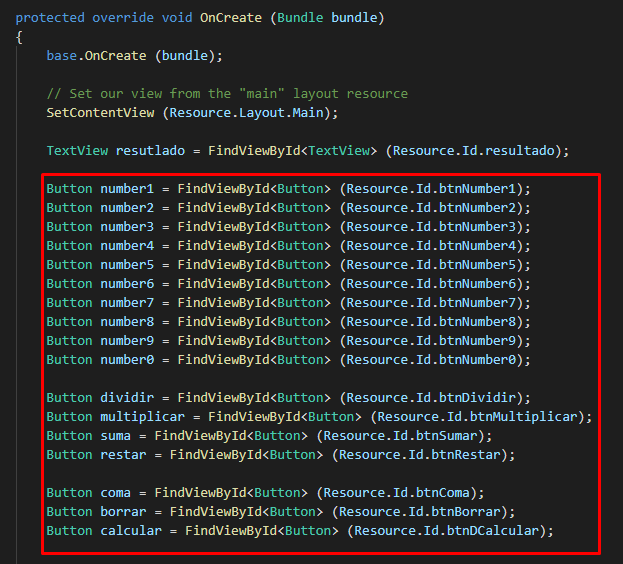 protected override void OnCreate (Bundle bundle)
{
base.OnCreate (bundle);
// Set our view from the "main" layout resource
SetContentView (Resource.Layout.Main);
TextView resutlado = FindViewById<TextView> (Resource.Id.resultado);
Button number1 = FindViewById<Button> (Resource.Id.btnNumber1);
Button number2 = FindViewById<Button> (Resource.Id.btnNumber2);
Button number3 = FindViewById<Button> (Resource.Id.btnNumber3);
Button number4 = FindViewById<Button> (Resource.Id.btnNumber4);
Button number5 = FindViewById<Button> (Resource.Id.btnNumber5);
Button number6 = FindViewById<Button> (Resource.Id.btnNumber6);
Button number7 = FindViewById<Button> (Resource.Id.btnNumber7);
Button number8 = FindViewById<Button> (Resource.Id.btnNumber8);
Button number9 = FindViewById<Button> (Resource.Id.btnNumber9);
Button number0 = FindViewById<Button> (Resource.Id.btnNumber0);
Button dividir = FindViewById<Button> (Resource.Id.btnDividir);
Button multiplicar = FindViewById<Button> (Resource.Id.btnMultiplicar);
Button suma = FindViewById<Button> (Resource.Id.btnSumar);
Button restar = FindViewById<Button> (Resource.Id.btnRestar);
Button coma = FindViewById<Button> (Resource.Id.btnComa);
Button borrar = FindViewById<Button> (Resource.Id.btnBorrar);
Button calcular = FindViewById<Button> (Resource.Id.btnDCalcular);